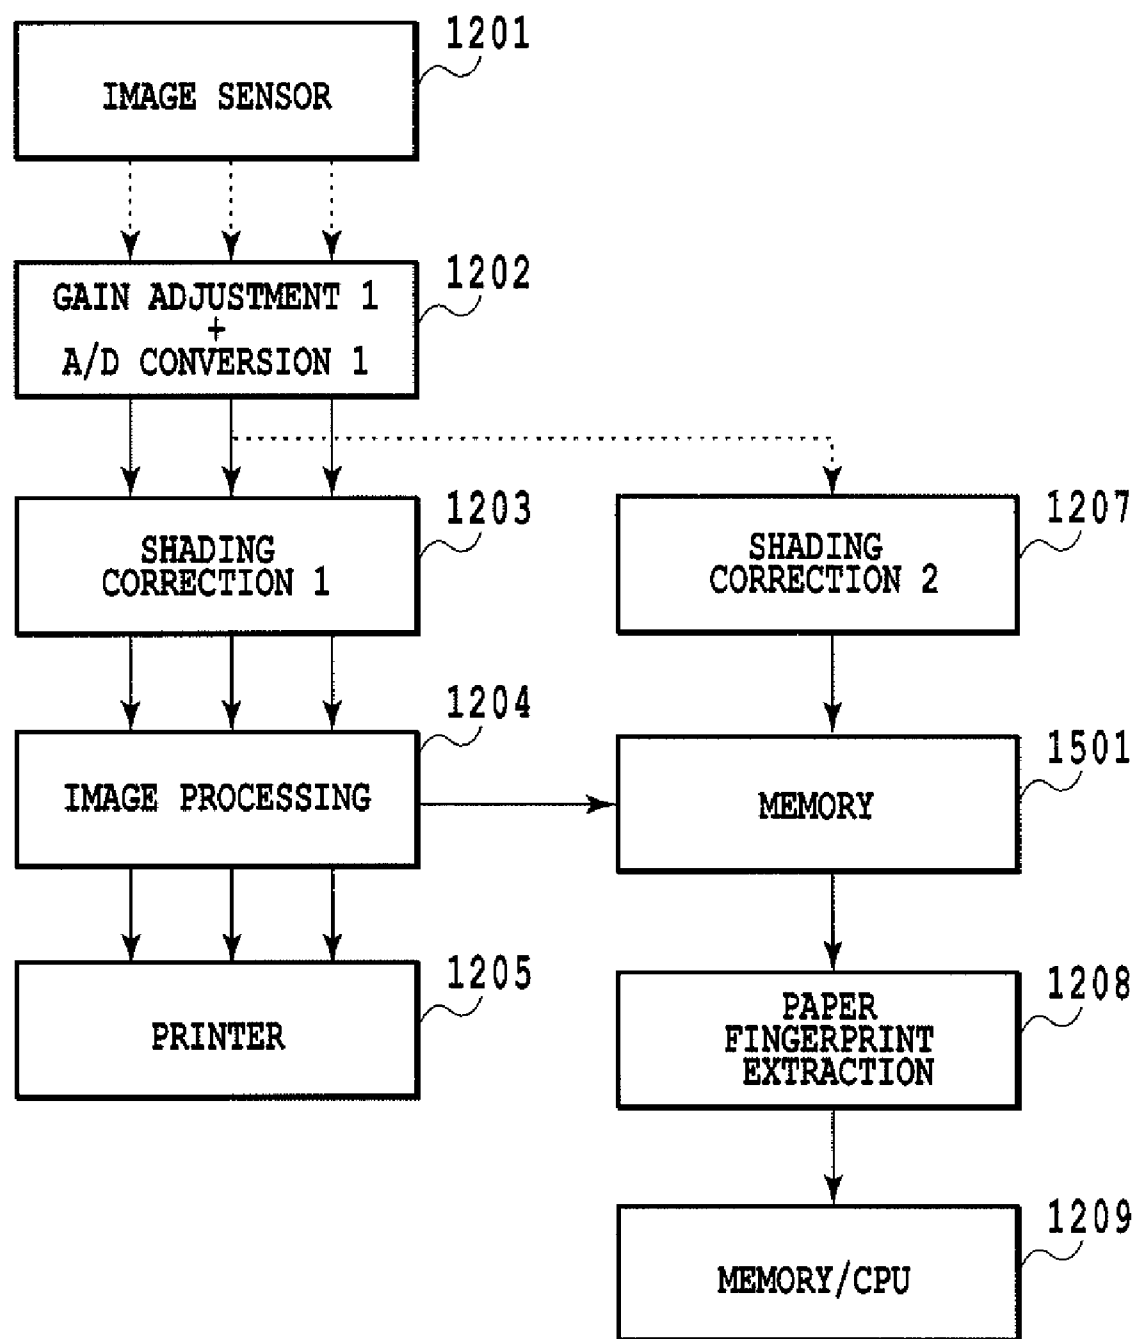 1201
IMAGE SENSOR
1202
GAIN ADJUSTMENT 1
+
A/D CONVERSION 1
1203
SHADING
CORRECTION 1
1207
SHADING
CORRECTION 2
1204
IMAGE PROCESSING
1501
MEMORY
1205
PRINTER
1208
PAPER
FINGERPRINT
EXTRACTION
1209
MEMORY/CPU